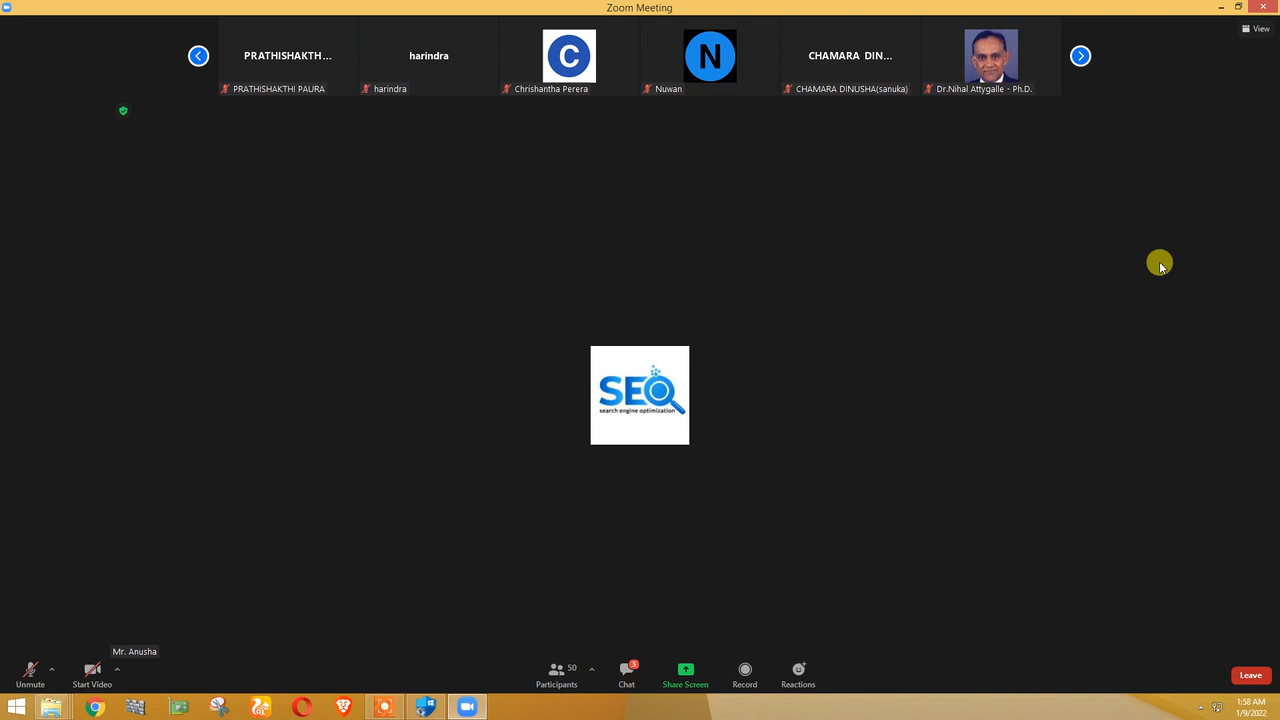 Zoom Meeting
View
PRATHISHAKTH ...
harindra
C
N
CHAMARA DIN...
PRATHISHAKTHI PAURA
harindra
Chrishantha Perera
Nuwan
CHAMARA DINUSHA(sanuka)
Dr.Nihal Attygalle - Ph.D.
SEO
search engine optimization
Mr. Anusha
Unmute
Start Video
50
Participants
3
Chat
Share Screen
Record
Reactions
Leave
1:58 AM
1/9/2022